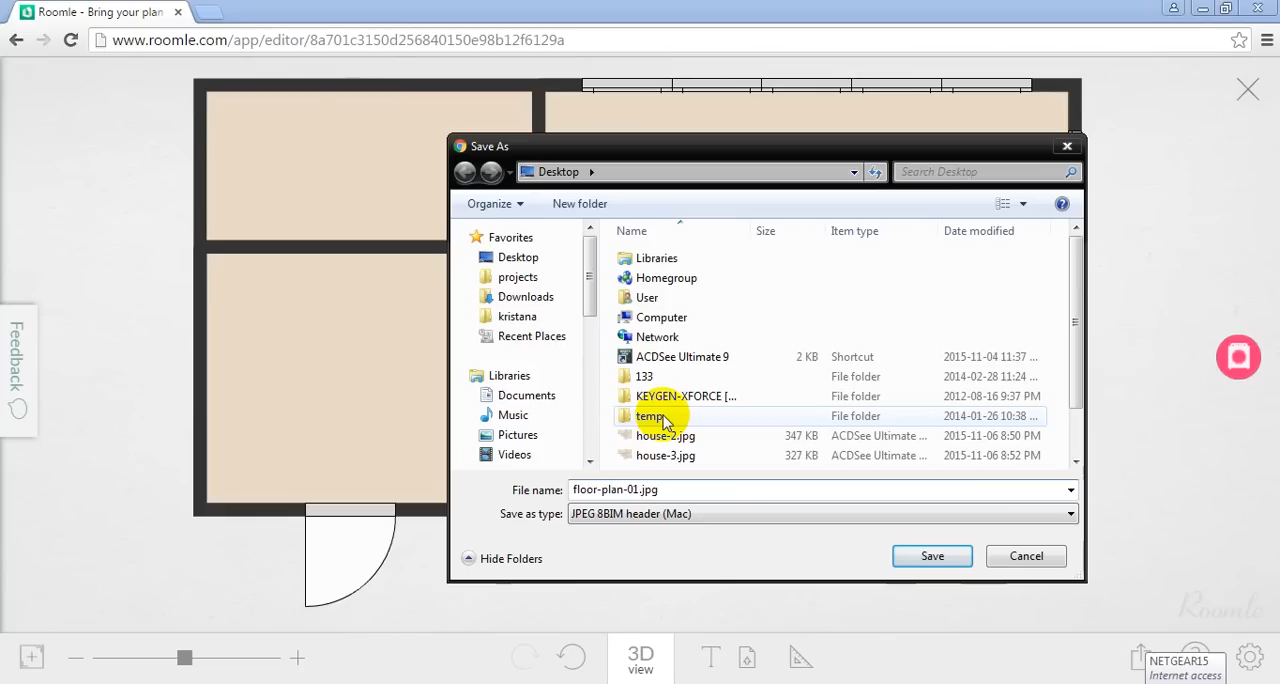 Roomle - Bring your plan
www.roomle.com/app/editor/8a701c3150d256840150e98b12f6129a
Save As
Desktop
Search Desktop
Organize
New folder
Name Size Item type Date modified
Favorites
Desktop
projects
Downloads
kristana
Recent Places
Libraries
Documents
Music
Pictures
Videos
Libraries
Homegroup
User
Computer
Network
ACDSee Ultimate 9 2 KB Shortcut 2015-11-04 11:37 ...
133 File folder 2014-02-28 11:24 ...
KEYGEN-XFORCE [... File folder 2012-08-16 9:37 PM
temp File folder 2014-01-26 10:38 ...
house-2.jpg 347 KB ACDSee Ultimate ... 2015-11-06 8:50 PM
house-3.jpg 327 KB ACDSee Ultimate ... 2015-11-06 8:52 PM
File name: floor-plan-01.jpg
Save as type: JPEG 8BIM header (Mac)
Hide Folders
Save
Cancel
Feedback
Roomle
3D
view
T
NETGEAR15
Internet access